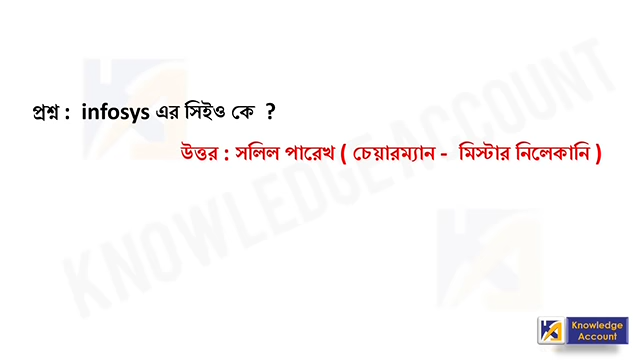 প্রশ্ন : infosys এর সিইও কে ?
উত্তর : সলিল পারেখ ( চেয়ারম্যান - মিস্টার নিলেকানি )
KNOWLEDGE ACCOUNT
Knowledge
Account